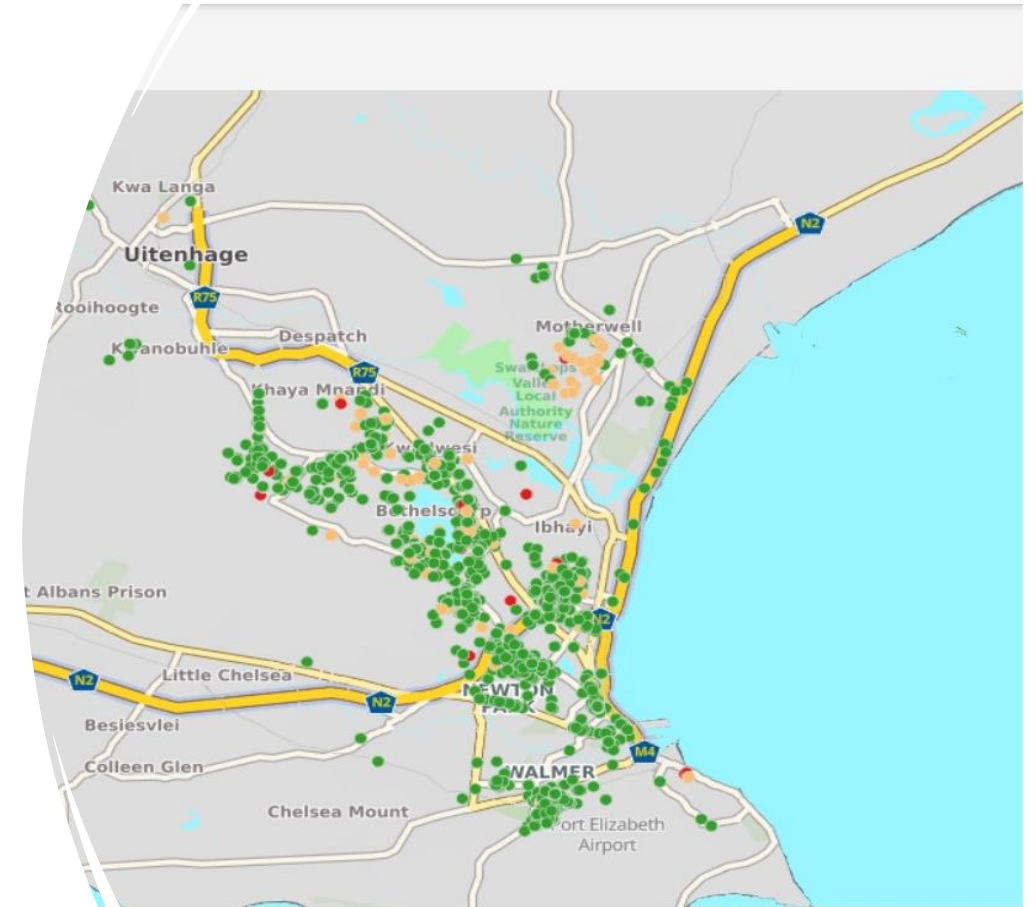 Kwa Langa
N2
Uitenhage
R75
Rooihoogte
Motherwell
Despatch
Kwanobuhle
R75
Swartkops
Valley
Local
Authority
Nature
Reserve
Khaya Mnandi
Kwadwesi
Bethelsdorp
Ibhayi
t Albans Prison
N2
Little Chelsea
N2
N2
NEWTON
PARK
Besiesvlei
M4
Colleen Glen
WALMER
Chelsea Mount
Port Elizabeth
Airport